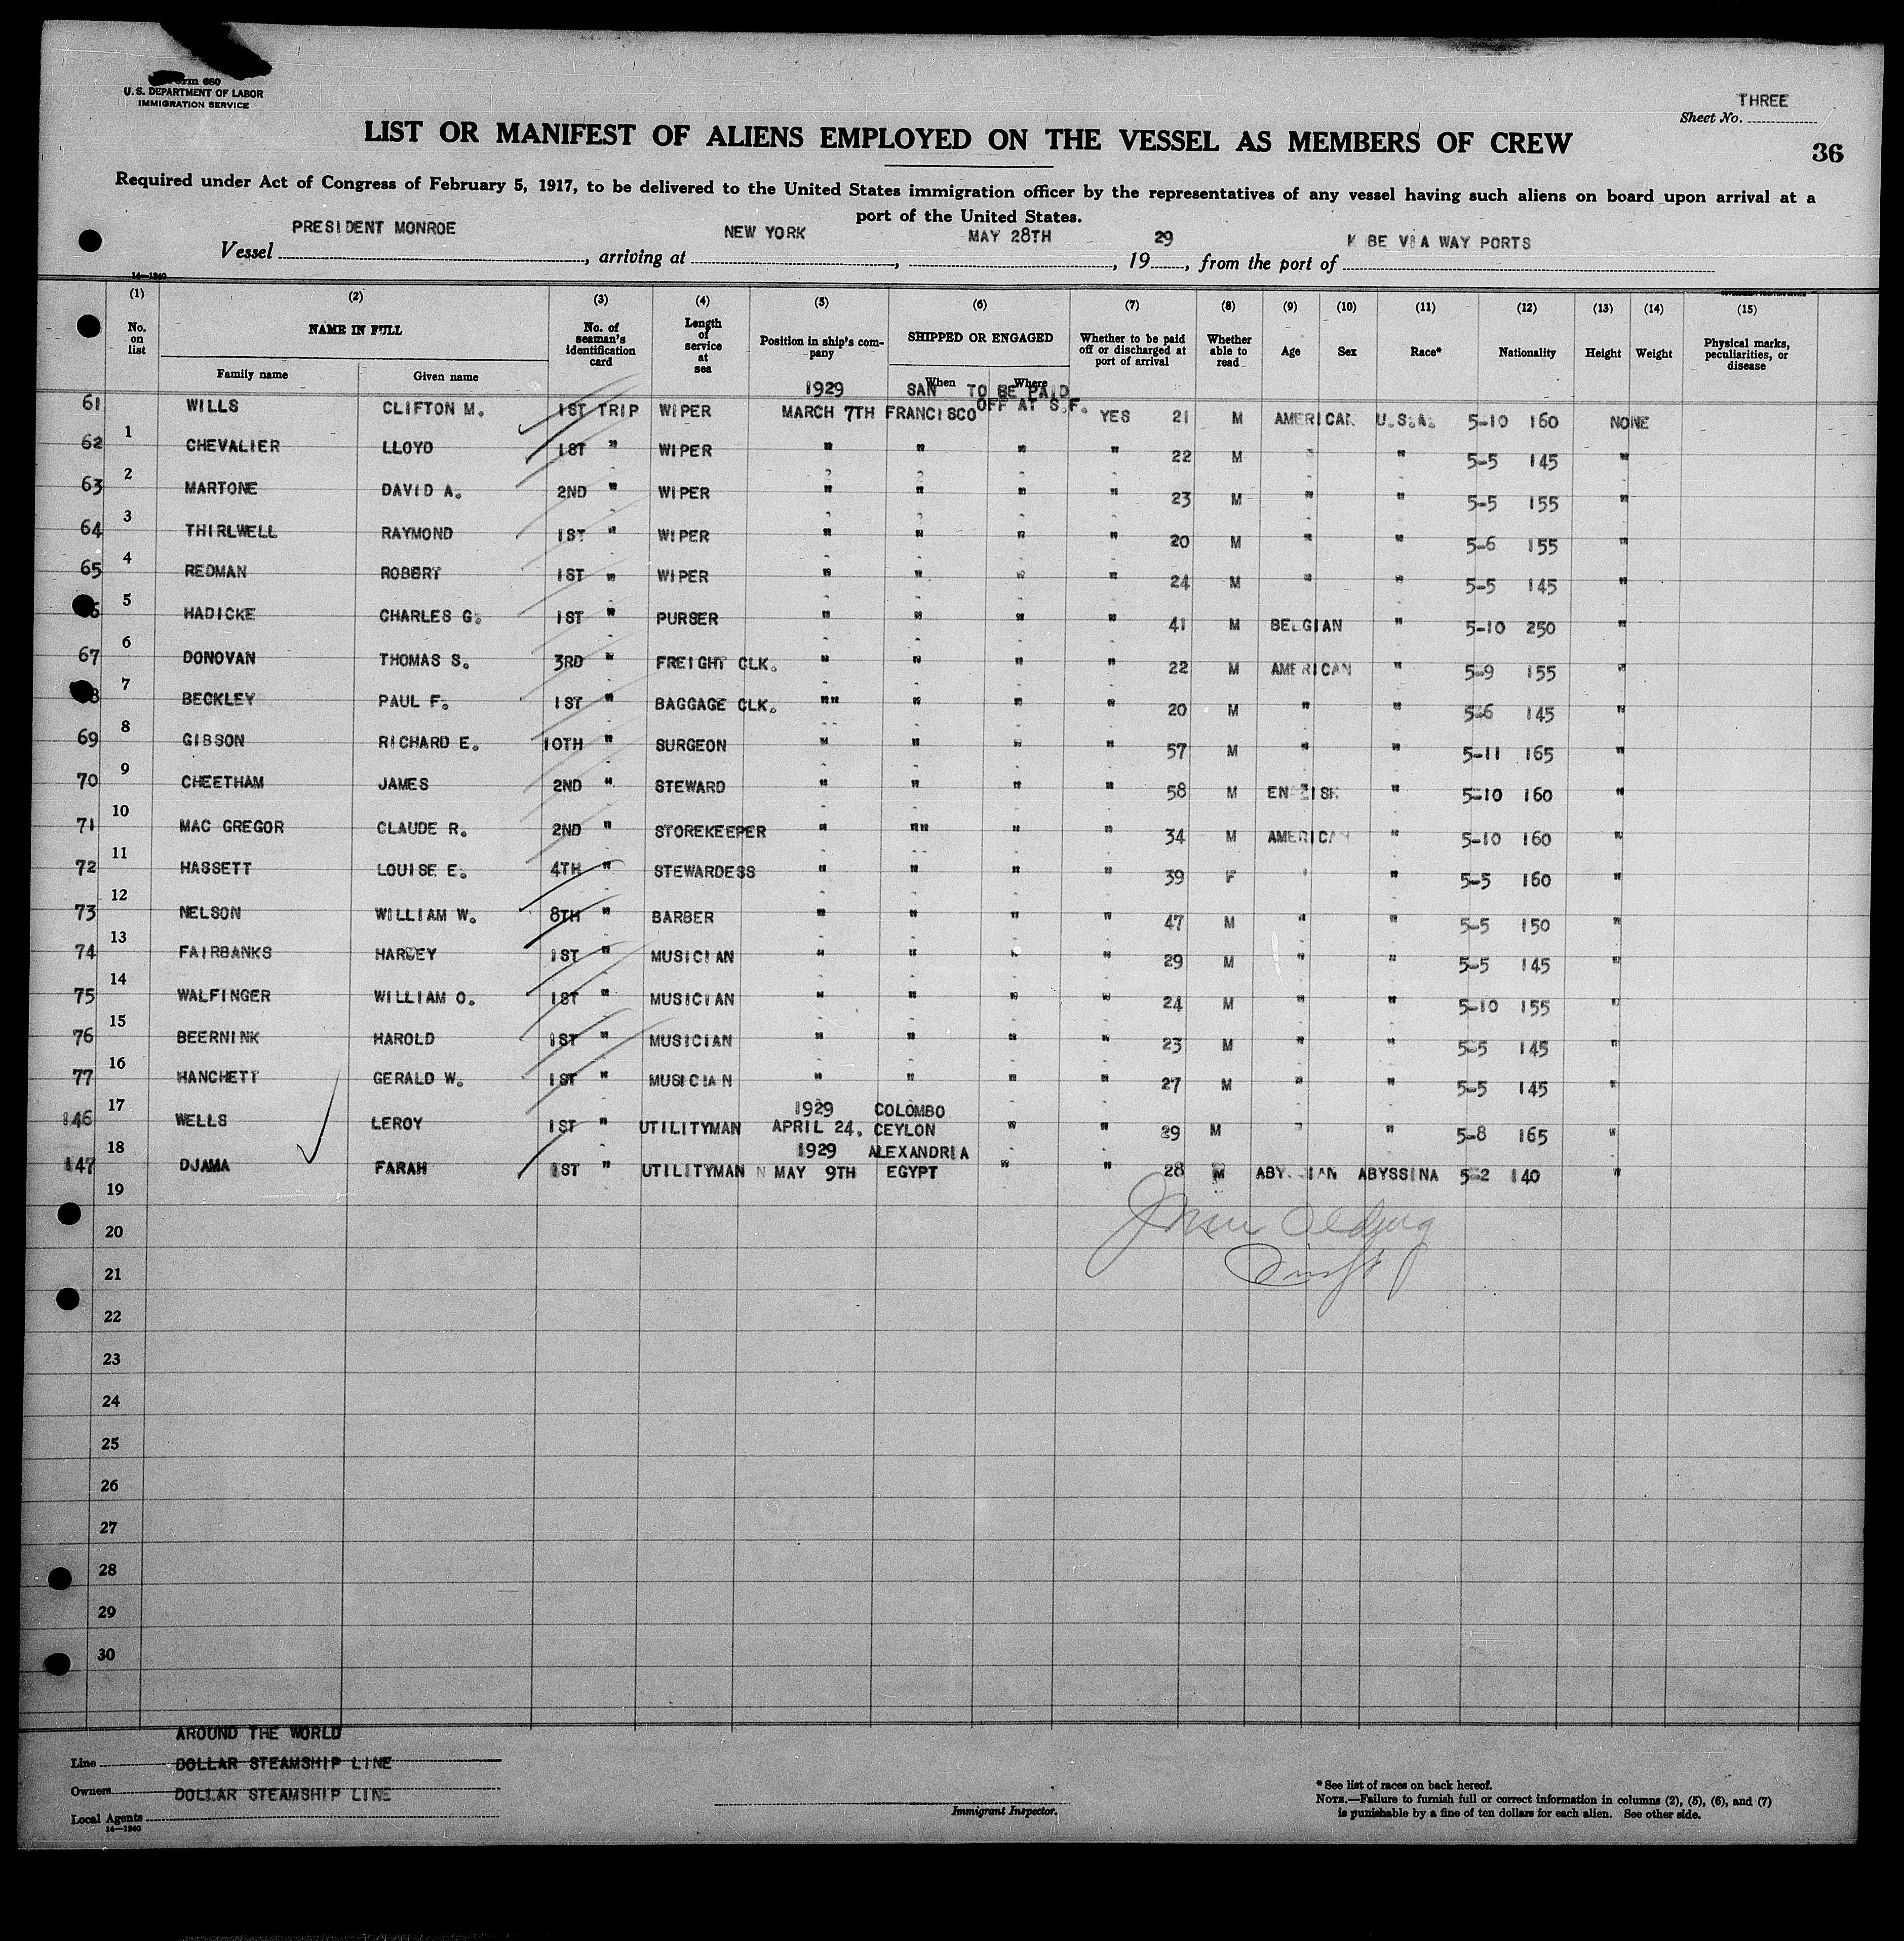 Form 680
U. S. DEPARTMENT OF LABOR
IMMIGRATION SERVICE
THREE
Sheet No.
LIST OR MANIFEST OF ALIENS EMPLOYED ON THE VESSEL AS MEMBERS OF CREW
36
Required under Act of Congress of February 5, 1917, to be delivered to the United States immigration officer by the representatives of any vessel having such aliens on board upon arrival at a
port of the United States.
PRESIDENT MONROE NEW YORK MAY 28TH 29 K BE VIA WAY PORTS
Vessel , arriving at , , 19 , from the port of
14—1240
(1) (2) (3) (4) (5) (6) (7) (8) (9) (10) (11) (12) (13) (14) (15)
No. on list NAME IN FULL No. of seaman's identification card Length of service at sea Position in ship's company SHIPPED OR ENGAGED Whether to be paid off or discharged at port of arrival Whether able to read Age Sex Race* Nationality Height Weight Physical marks, peculiarities, or disease
Family name Given name When Where
1929 SAN TO BE PAID
61 WILLS CLIFTON M. 1ST TRIP WIPER MARCH 7TH FRANCISCO OFF AT S.F. YES 21 M AMERICAN U.S.A. 5-10 160 NONE
1
62 CHEVALIER LLOYD 1ST " WIPER " " " " 22 M " " 5-5 145 "
2
63 MARTONE DAVID A. 2ND " WIPER " " " " 23 M " " 5-5 155 "
3
64 THIRLWELL RAYMOND 1ST " WIPER " " " " 20 M " " 5-6 155 "
4
65 REDMAN ROBERT 1ST " WIPER " " " " 24 M " " 5-5 145 "
5
6 HADICKE CHARLES G. 1ST " PURSER " " " " 41 M BELGIAN " 5-10 250 "
6
67 DONOVAN THOMAS S. 3RD " FREIGHT CLK. " " " " 22 M AMERICAN " 5-9 155 "
7
8 BECKLEY PAUL F. 1ST " BAGGAGE CLK. "" " " " 20 M " " 5-6 145 "
8
69 GIBSON RICHARD E. 10TH " SURGEON " " " " 57 M " " 5-11 165 "
9
70 CHEETHAM JAMES 2ND " STEWARD " " " " 58 M ENGLISH " 5-10 160 "
10
71 MAC GREGOR CLAUDE R. 2ND " STOREKEEPER " "" " " 34 M AMERICAN " 5-10 160 "
11
72 HASSETT LOUISE E. 4TH " STEWARDESS " " " " 39 F " " 5-5 160 "
12
73 NELSON WILLIAM W. 8TH " BARBER " " " " 47 M " " 5-5 150 "
13
74 FAIRBANKS HARVEY 1ST " MUSICIAN " " " " 29 M " " 5-5 145 "
14
75 WALFINGER WILLIAM O. 1ST " MUSICIAN " " " " 24 M " " 5-10 155 "
15
76 BEERNINK HAROLD 1ST " MUSICIAN " " " " 23 M " " 5-5 145 "
16
77 HANCHETT GERALD W. 1ST " MUSICIAN " " " " 27 M " " 5-5 145 "
17 1929 COLOMBO
146 WELLS LEROY 1ST " UTILITYMAN APRIL 24, CEYLON " " 29 M " " 5-8 165 "
18 1929 ALEXANDRIA
147 DJAMA FARAH 1ST " UTILITYMAN N MAY 9TH EGYPT " " 28 M ABYSSIAN ABYSSINA 5-2 140 "
19
20
21
22
23
24
25
26
27
28
29
30
AROUND THE WORLD
Line DOLLAR STEAMSHIP LINE
Owners DOLLAR STEAMSHIP LINE
Local Agents
14—1240
Immigrant Inspector.
*See list of races on back hereof.
NOTE.—Failure to furnish full or correct information in columns (2), (5), (6), and (7)
is punishable by a fine of ten dollars for each alien. See other side.